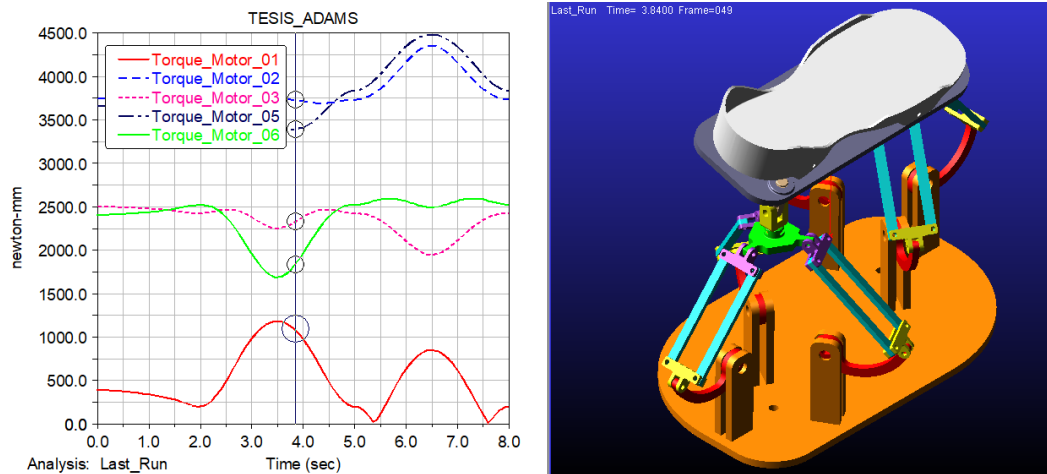 TESIS_ADAMS
4500.0
4000.0
3500.0
3000.0
2500.0
2000.0
1500.0
1000.0
500.0
0.0
Torque_Motor_01
Torque_Motor_02
Torque_Motor_03
Torque_Motor_05
Torque_Motor_06
newton-mm
0.0 1.0 2.0 3.0 4.0 5.0 6.0 7.0 8.0
Analysis: Last_Run Time (sec)
Last_Run Time= 3.8400 Frame=049